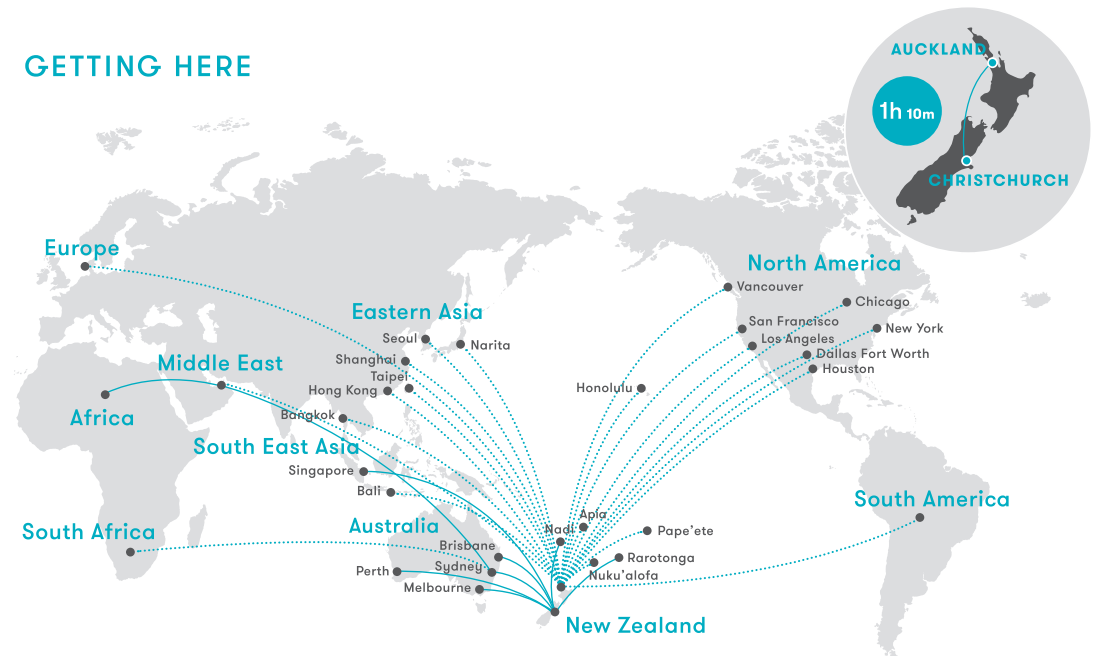 GETTING HERE
AUCKLAND
1h 10m
CHRISTCHURCH
Europe
North America
Vancouver
Chicago
Eastern Asia
San Francisco
New York
Seoul
Narita
Los Angeles
Shanghai
Dallas Fort Worth
Middle East
Houston
Taipei
Hong Kong
Honolulu
Africa
Bangkok
South East Asia
Singapore
Bali
South America
Apia
Australia
Nadi
Pape'ete
South Africa
Brisbane
Rarotonga
Sydney
Perth
Nuku'alofa
Melbourne
New Zealand